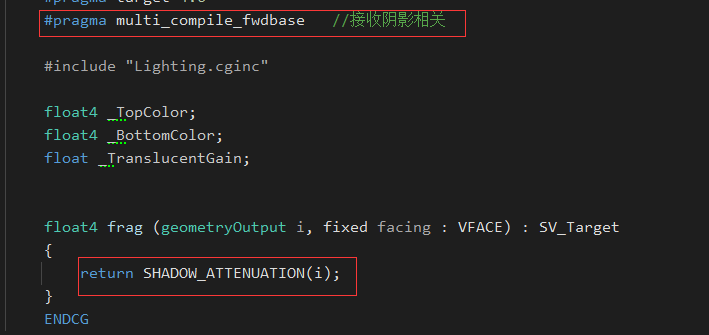 #pragma target 4.6
#pragma multi_compile_fwdbase //接收阴影相关
#include "Lighting.cginc"
float4 _TopColor;
float4 _BottomColor;
float _TranslucentGain;
float4 frag (geometryOutput i, fixed facing : VFACE) : SV_Target
{
return SHADOW_ATTENUATION(i);
}
ENDCG